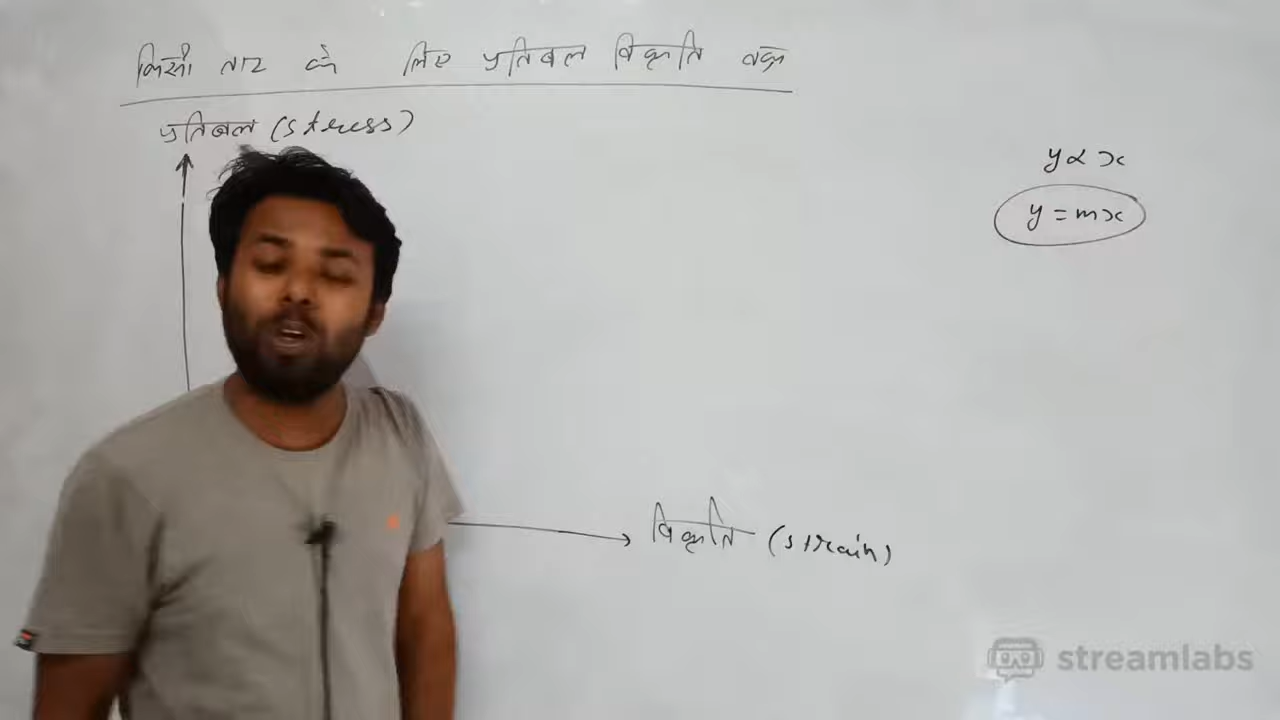 किसी तार के लिए प्रतिबल विकृति वक्र
प्रतिबल (stress)
y∝ x
y = mx
विकृति (strain)
streamlabs